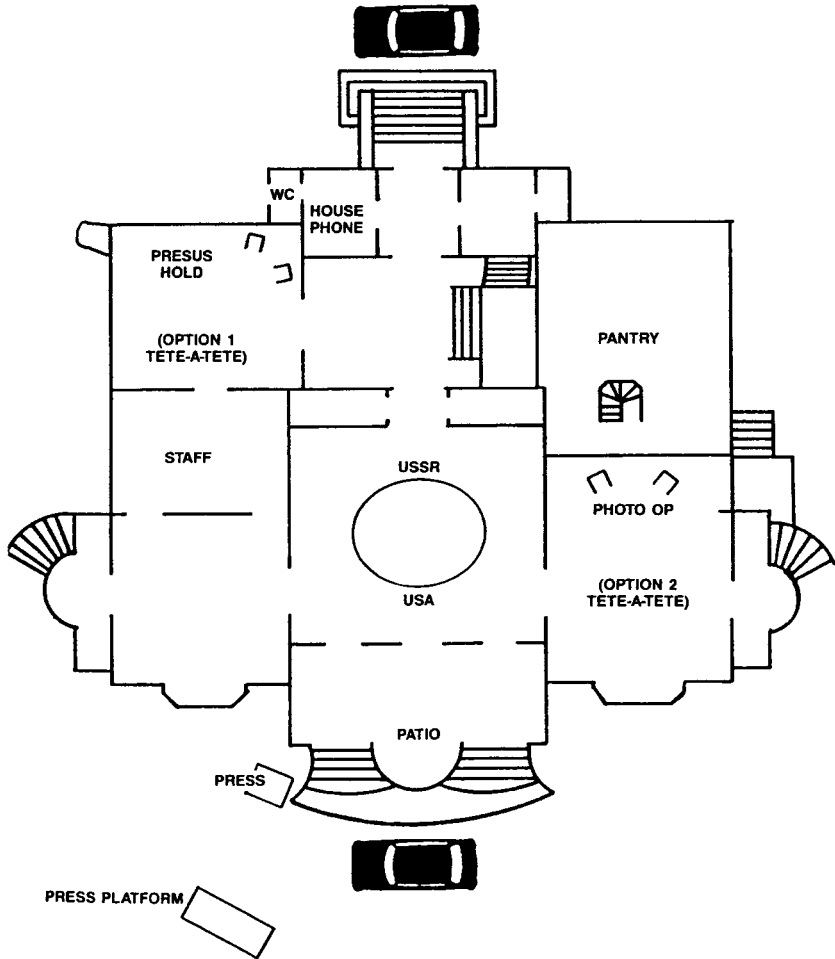 WC
HOUSE
PHONE
PRESUS
HOLD
(OPTION 1
TETE-A-TETE)
PANTRY
STAFF
USSR
PHOTO OP
USA
(OPTION 2
TETE-A-TETE)
PATIO
PRESS
PRESS PLATFORM